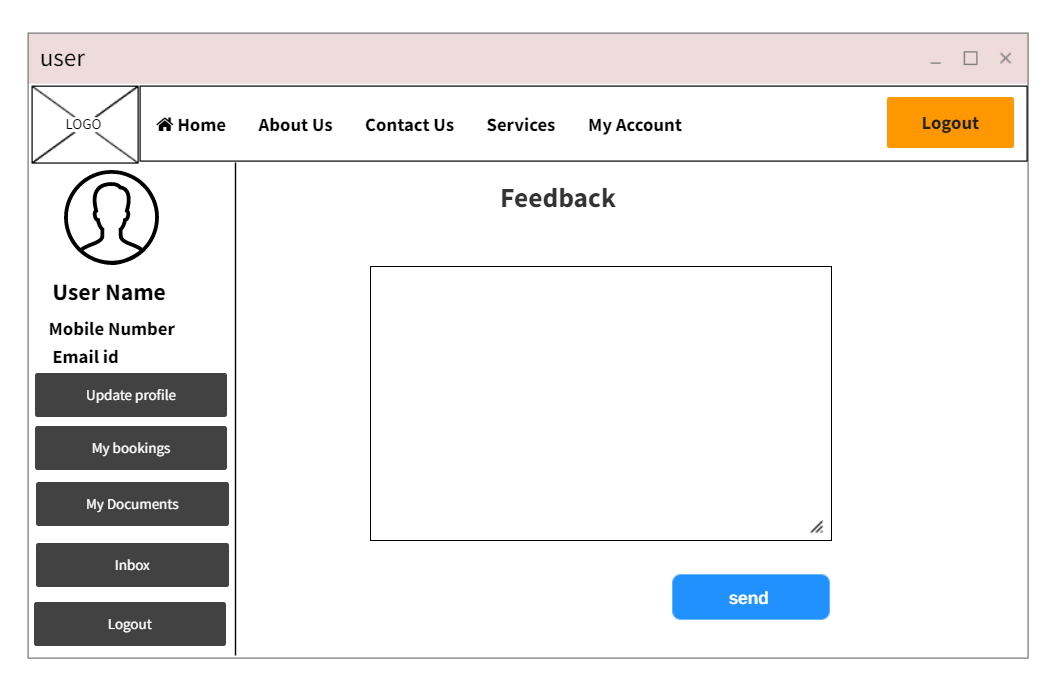 user
LOGO
Home About Us Contact Us Services My Account Logout
Feedback
User Name
Mobile Number
Email id
Update profile
My bookings
My Documents
Inbox
Logout
send